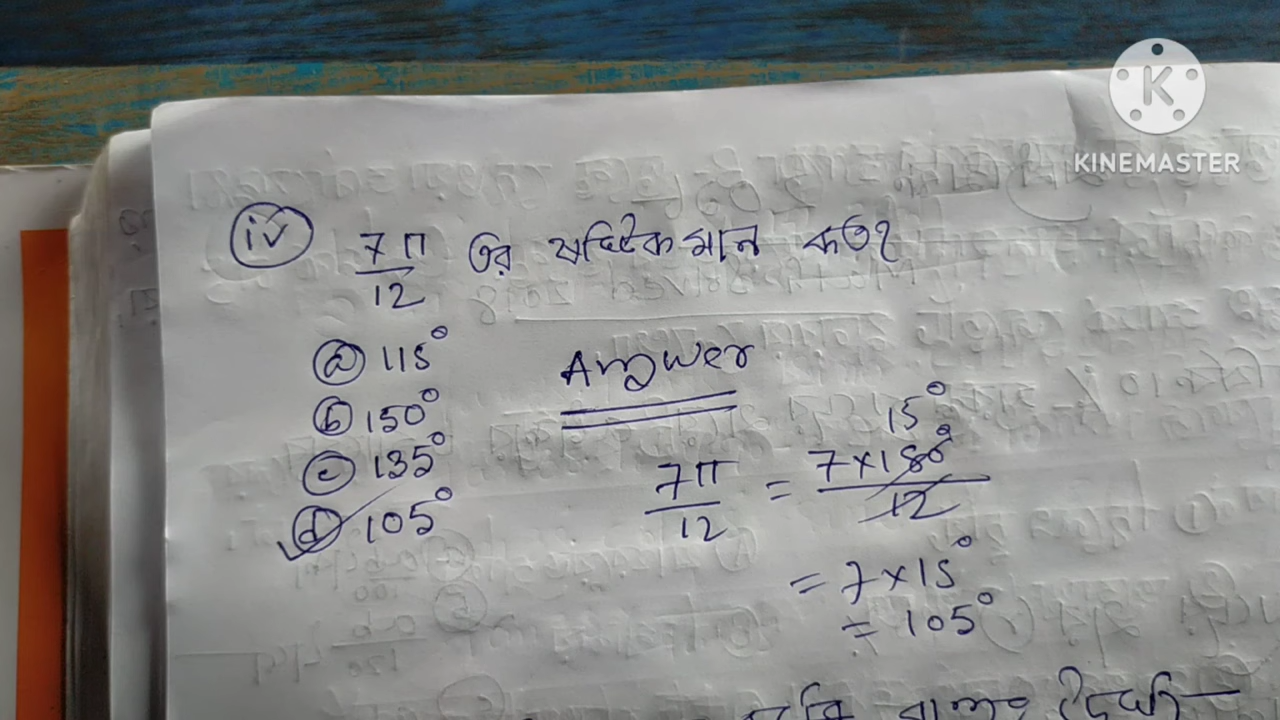 KINEMASTER
iv 7π/12 এর ষষ্টিক মান কত?
a 115°
b 150°
c 135°
d 105°
Answer
7π/12 = 7×180°/12 15°
= 7×15°
= 105°